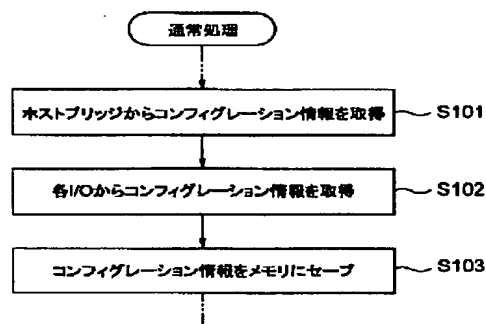 通常処理
ホストブリッジからコンフィグレーション情報を取得
S101
各I/Oからコンフィグレーション情報を取得
S102
コンフィグレーション情報をメモリにセーブ
S103